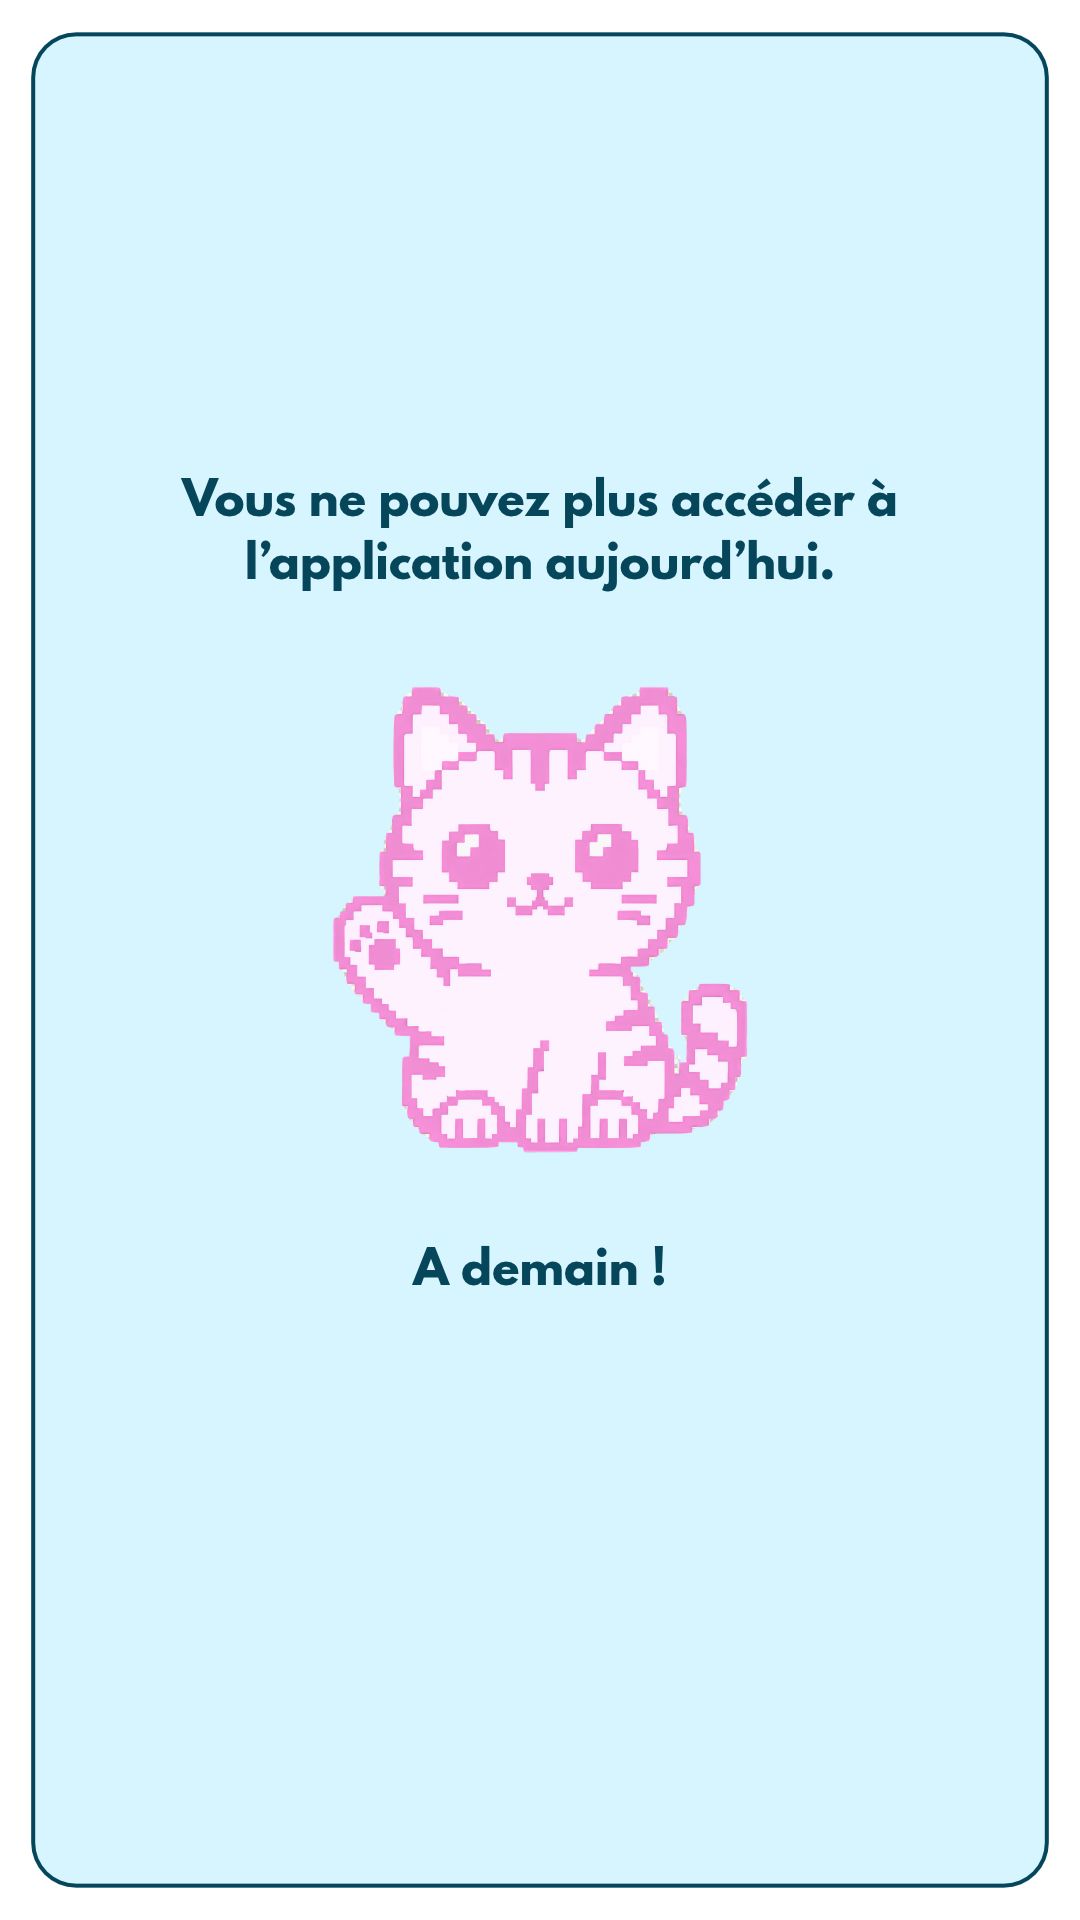 Vous ne pouvez plus accéder à
l’application aujourd’hui.
A demain !